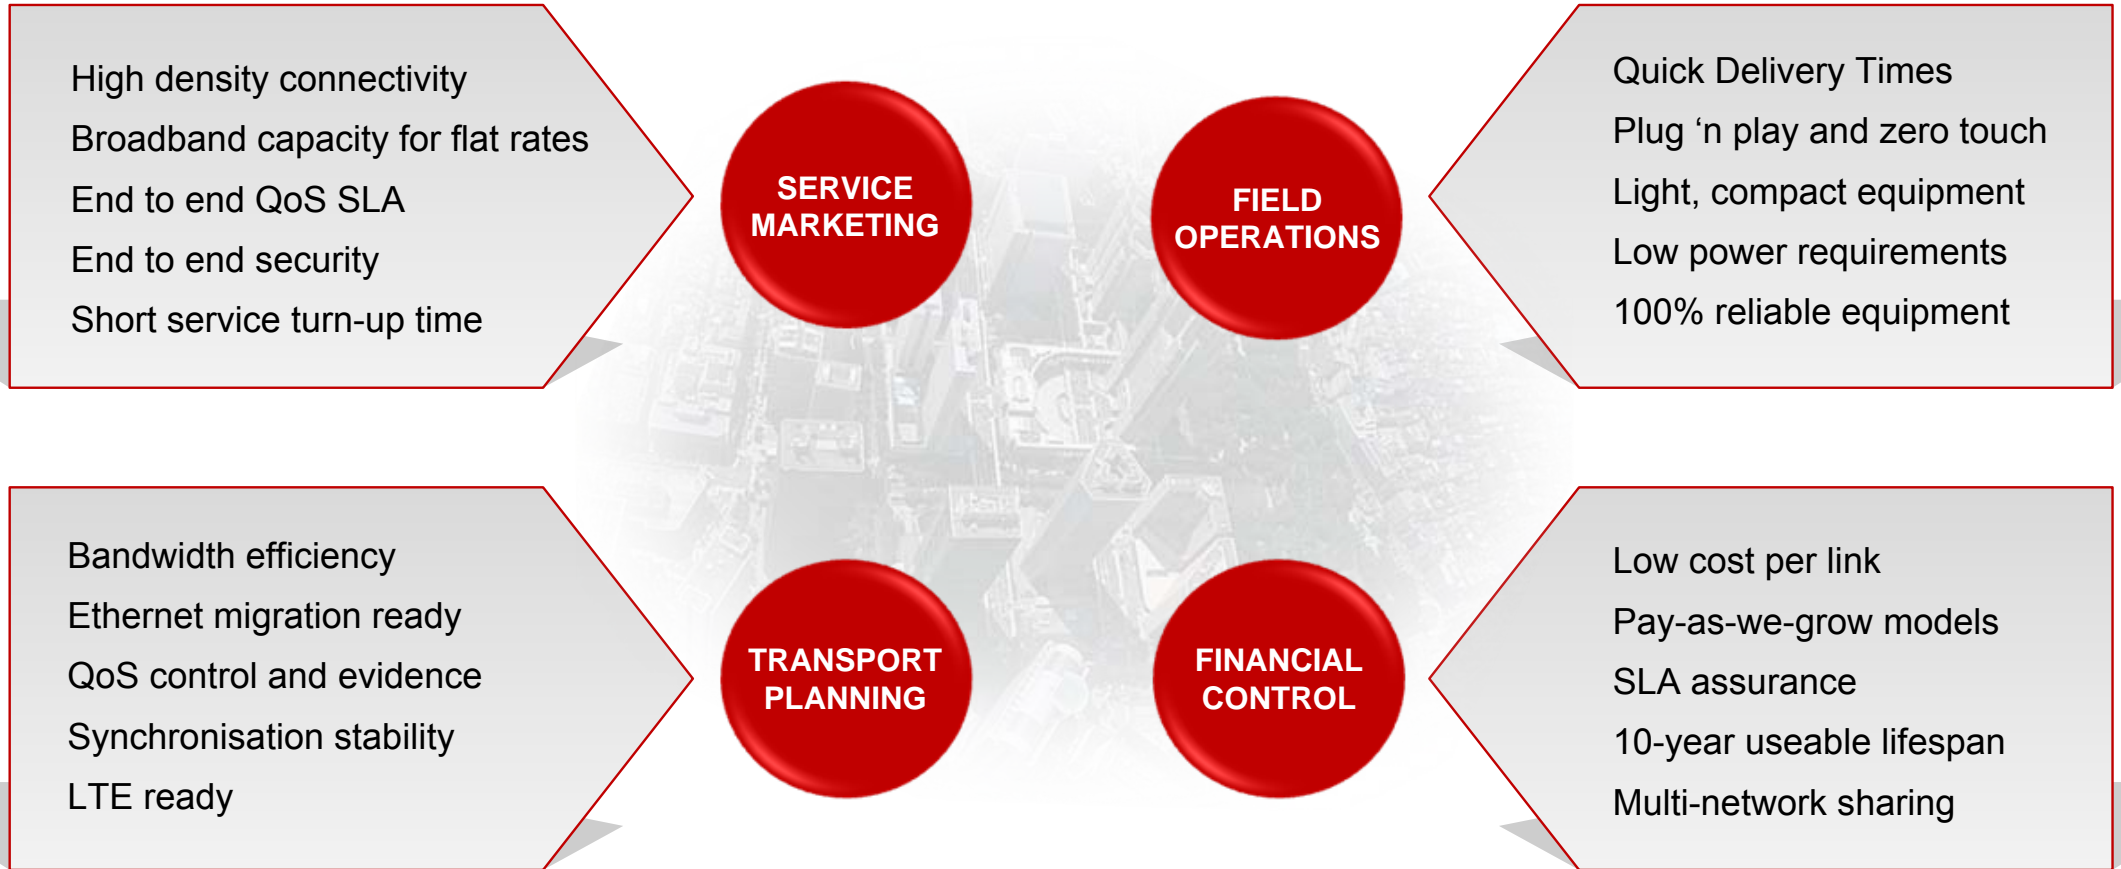 High density connectivity
Broadband capacity for flat rates
End to end QoS SLA
End to end security
Short service turn-up time
SERVICE
MARKETING
FIELD
OPERATIONS
Quick Delivery Times
Plug ‘n play and zero touch
Light, compact equipment
Low power requirements
100% reliable equipment
Bandwidth efficiency
Ethernet migration ready
QoS control and evidence
Synchronisation stability
LTE ready
TRANSPORT
PLANNING
FINANCIAL
CONTROL
Low cost per link
Pay-as-we-grow models
SLA assurance
10-year useable lifespan
Multi-network sharing